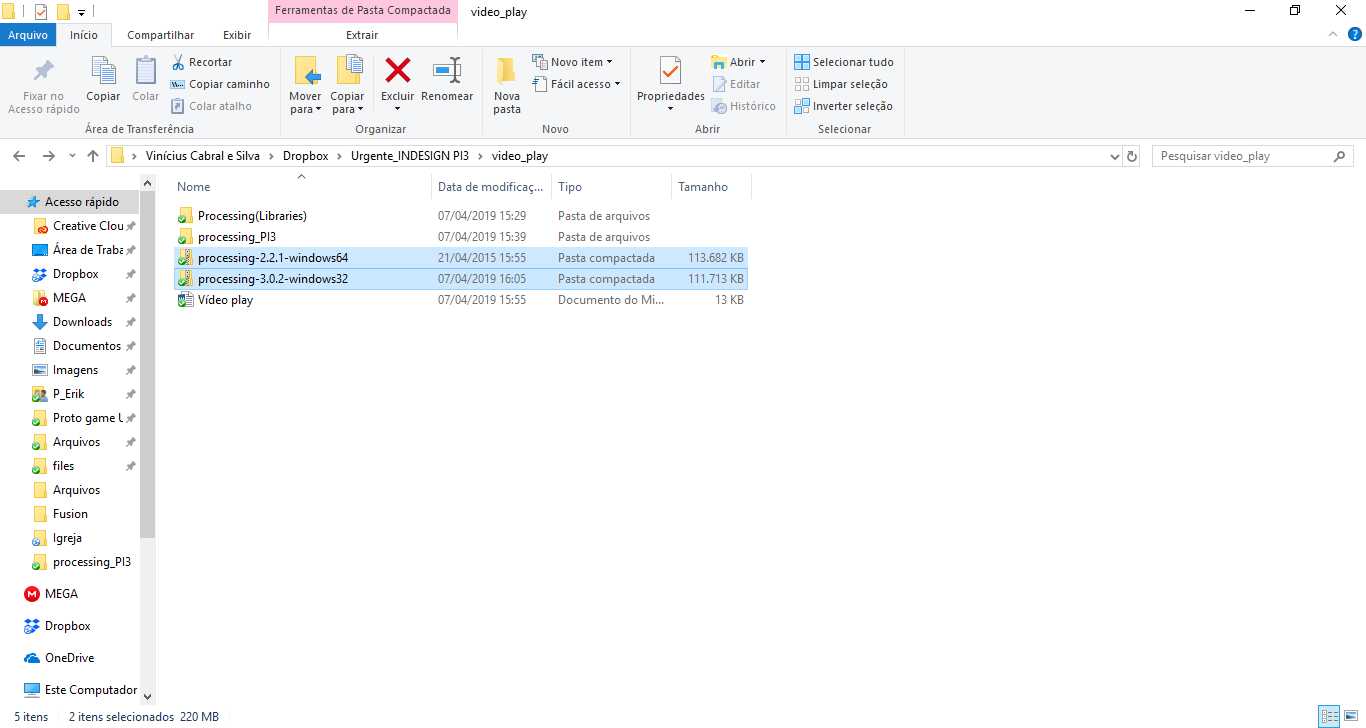 Ferramentas de Pasta Compactada video_play
Arquivo Início Compartilhar Exibir Extrair
Fixar no Acesso rápido
Copiar
Colar
Recortar
Copiar caminho
Colar atalho
Área de Transferência
Mover para
Copiar para
Excluir
Renomear
Organizar
Nova pasta
Novo item
Fácil acesso
Novo
Propriedades
Abrir
Editar
Histórico
Abrir
Selecionar tudo
Limpar seleção
Inverter seleção
Selecionar
Vinícius Cabral e Silva > Dropbox > Urgente_INDESIGN PI3 > video_play
Pesquisar video_play
Acesso rápido
Creative Clou
Área de Traba
Dropbox
MEGA
Downloads
Documentos
Imagens
P_Erik
Proto game U
Arquivos
files
Arquivos
Fusion
Igreja
processing_PI3
MEGA
Dropbox
OneDrive
Este Computador
Nome Data de modificaç... Tipo Tamanho
Processing(Libraries) 07/04/2019 15:29 Pasta de arquivos
processing_PI3 07/04/2019 15:39 Pasta de arquivos
processing-2.2.1-windows64 21/04/2015 15:55 Pasta compactada 113.682 KB
processing-3.0.2-windows32 07/04/2019 16:05 Pasta compactada 111.713 KB
Vídeo play 07/04/2019 15:55 Documento do Mi... 13 KB
5 itens 2 itens selecionados 220 MB